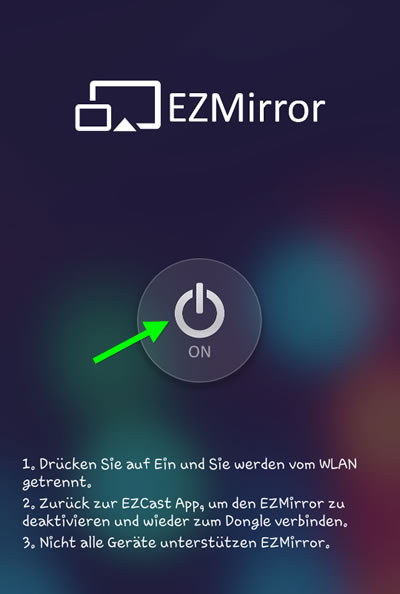 EZMirror
ON
1. Drücken Sie auf Ein und Sie werden vom WLAN
getrennt.
2. Zurück zur EZCast App, um den EZMirror zu
deaktivieren und wieder zum Dongle verbinden.
3. Nicht alle Geräte unterstützen EZMirror.